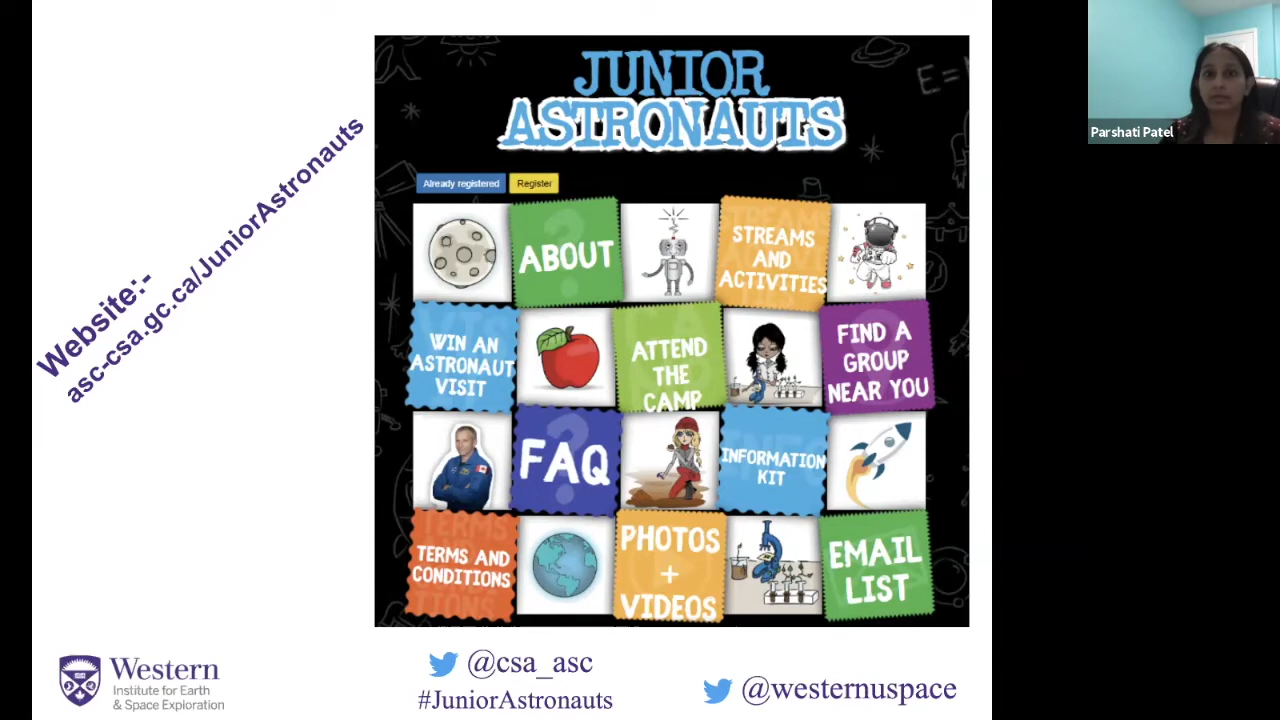 Website:-
asc-csa.gc.ca/JuniorAstronauts
JUNIOR
ASTRONAUTS
Already registered
Register
ABOUT
STREAMS
AND
ACTIVITIES
WIN AN
ASTRONAUT
VISIT
ATTEND
THE
CAMP
FIND A
GROUP
NEAR YOU
FAQ
INFORMATION
KIT
TERMS AND
CONDITIONS
PHOTOS
+
VIDEOS
EMAIL
LIST
Western
Institute for Earth
& Space Exploration
@csa_asc
#JuniorAstronauts
@westernuspace
Parshati Patel